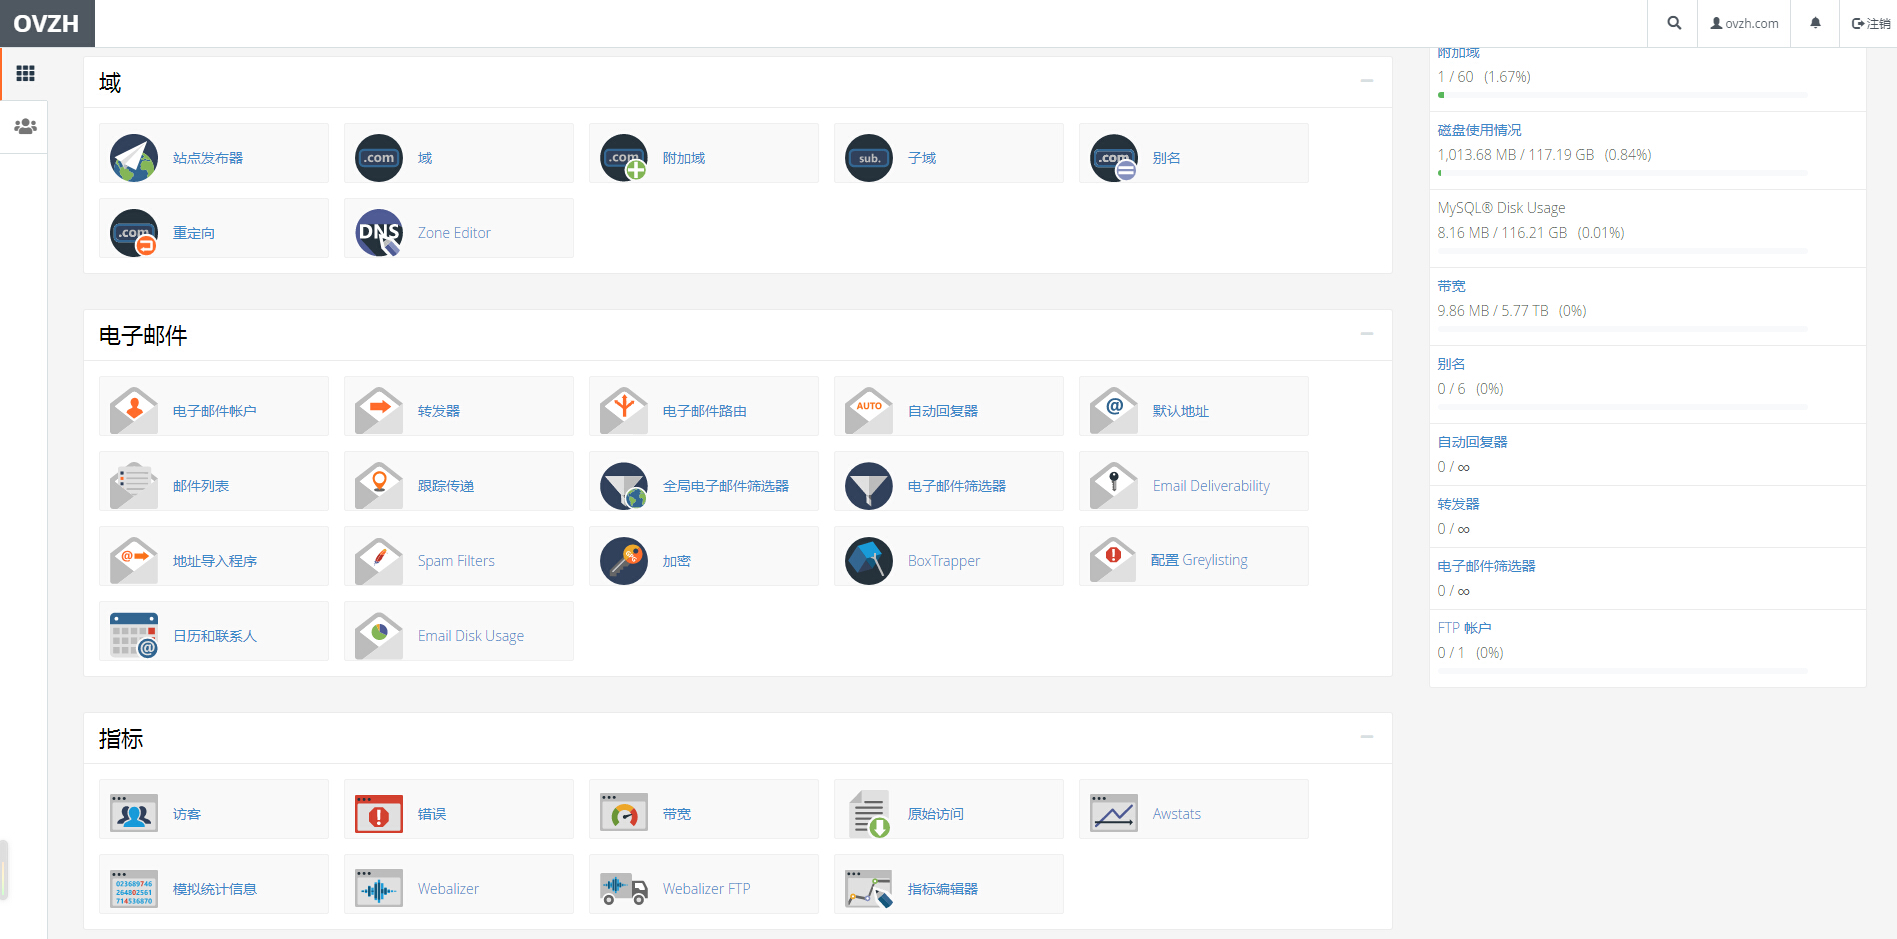 OVZH
ovzh.com
注销
域
站点发布器
.com 域
.com 附加域
sub. 子域
.com 别名
.com 重定向
DNS Zone Editor
电子邮件
电子邮件帐户
转发器
电子邮件路由
AUTO 自动回复器
@ 默认地址
邮件列表
跟踪传递
全局电子邮件筛选器
电子邮件筛选器
Email Deliverability
@ 地址导入程序
Spam Filters
加密
BoxTrapper
配置 Greylisting
@ 日历和联系人
Email Disk Usage
指标
访客
错误
带宽
原始访问
Awstats
023689746
264802561
714536870
模拟统计信息
Webalizer
Webalizer FTP
指标编辑器
附加域
1 / 60 (1.67%)
磁盘使用情况
1,013.68 MB / 117.19 GB (0.84%)
MySQL® Disk Usage
8.16 MB / 116.21 GB (0.01%)
带宽
9.86 MB / 5.77 TB (0%)
别名
0 / 6 (0%)
自动回复器
0 / ∞
转发器
0 / ∞
电子邮件筛选器
0 / ∞
FTP 帐户
0 / 1 (0%)